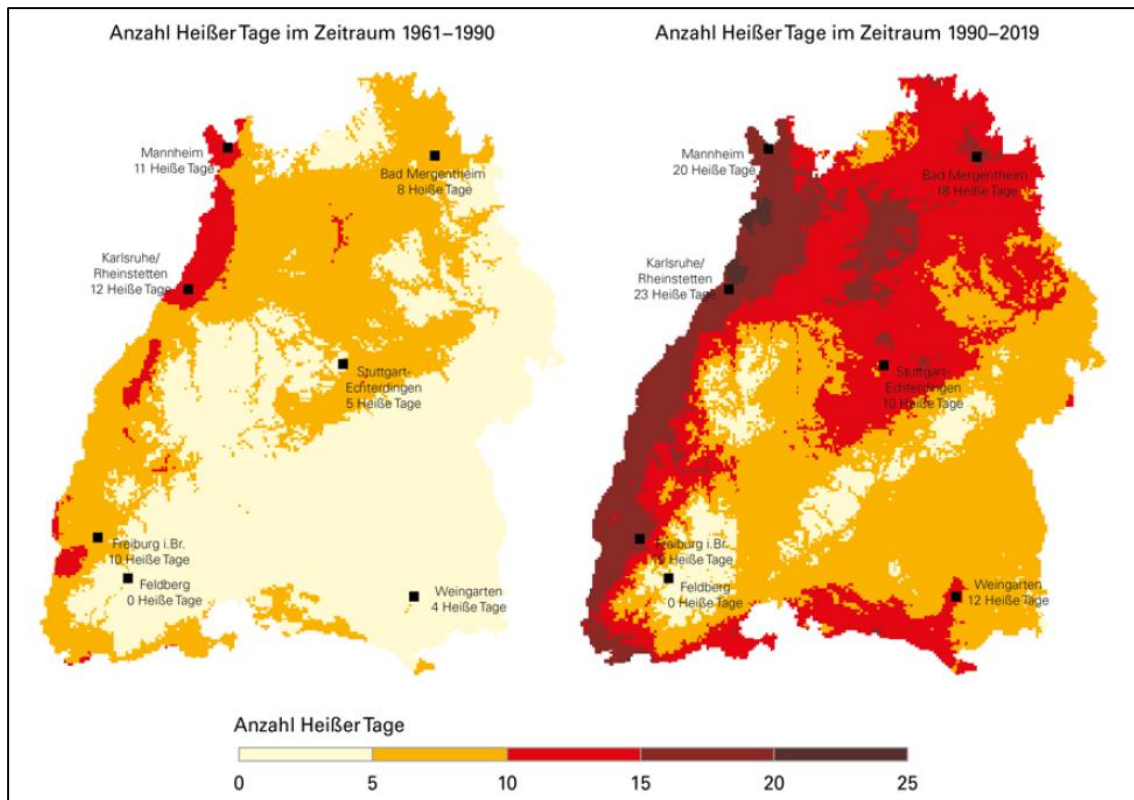 Anzahl Heißer Tage im Zeitraum 1961–1990
Mannheim
11 Heiße Tage
Bad Mergentheim
8 Heiße Tage
Karlsruhe/
Rheinstetten
12 Heiße Tage
Stuttgart-
Echterdingen
5 Heiße Tage
Freiburg i.Br.
10 Heiße Tage
Feldberg
0 Heiße Tage
Weingarten
4 Heiße Tage
Anzahl Heißer Tage im Zeitraum 1990–2019
Mannheim
20 Heiße Tage
Bad Mergentheim
18 Heiße Tage
Karlsruhe/
Rheinstetten
23 Heiße Tage
Stuttgart-
Echterdingen
10 Heiße Tage
Freiburg i.Br.
Heiße Tage
Feldberg
0 Heiße Tage
Weingarten
12 Heiße Tage
Anzahl Heißer Tage
0 5 10 15 20 25